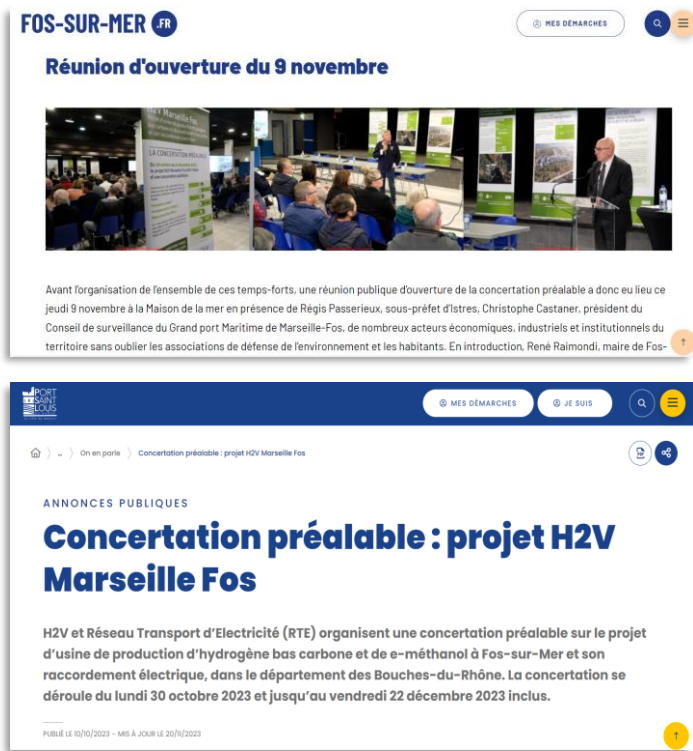 FOS-SUR-MER .FR
MES DÉMARCHES
Réunion d'ouverture du 9 novembre
H2V Marseille Fos
LA CONCERTATION PRÉALABLE
Avant l'organisation de l'ensemble de ces temps-forts, une réunion publique d'ouverture de la concertation préalable a donc eu lieu ce
jeudi 9 novembre à la Maison de la mer en présence de Régis Passerieux, sous-préfet d'Istres, Christophe Castaner, président du
Conseil de surveillance du Grand port Maritime de Marseille-Fos, de nombreux acteurs économiques, industriels et institutionnels du
territoire sans oublier les associations de défense de l'environnement et les habitants. En introduction, René Raimondi, maire de Fos-
PORT
SAINT
LOUIS
MES DÉMARCHES
JE SUIS
.. 〉 On en parle 〉 Concertation préalable : projet H2V Marseille Fos
ANNONCES PUBLIQUES
Concertation préalable : projet H2V
Marseille Fos
H2V et Réseau Transport d'Electricité (RTE) organisent une concertation préalable sur le projet
d'usine de production d'hydrogène bas carbone et de e-méthanol à Fos-sur-Mer et son
raccordement électrique, dans le département des Bouches-du-Rhône. La concertation se
déroule du lundi 30 octobre 2023 et jusqu'au vendredi 22 décembre 2023 inclus.
PUBLIÉ LE 10/10/2023 – MIS À JOUR LE 20/11/2023